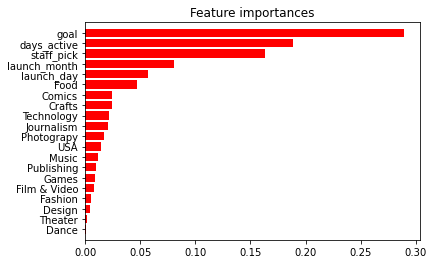 Feature importances
goal
days_active
staff_pick
launch_month
launch_day
Food
Comics
Crafts
Technology
Journalism
Photograpy
USA
Music
Publishing
Games
Film & Video
Fashion
Design
Theater
Dance
0.00 0.05 0.10 0.15 0.20 0.25 0.30